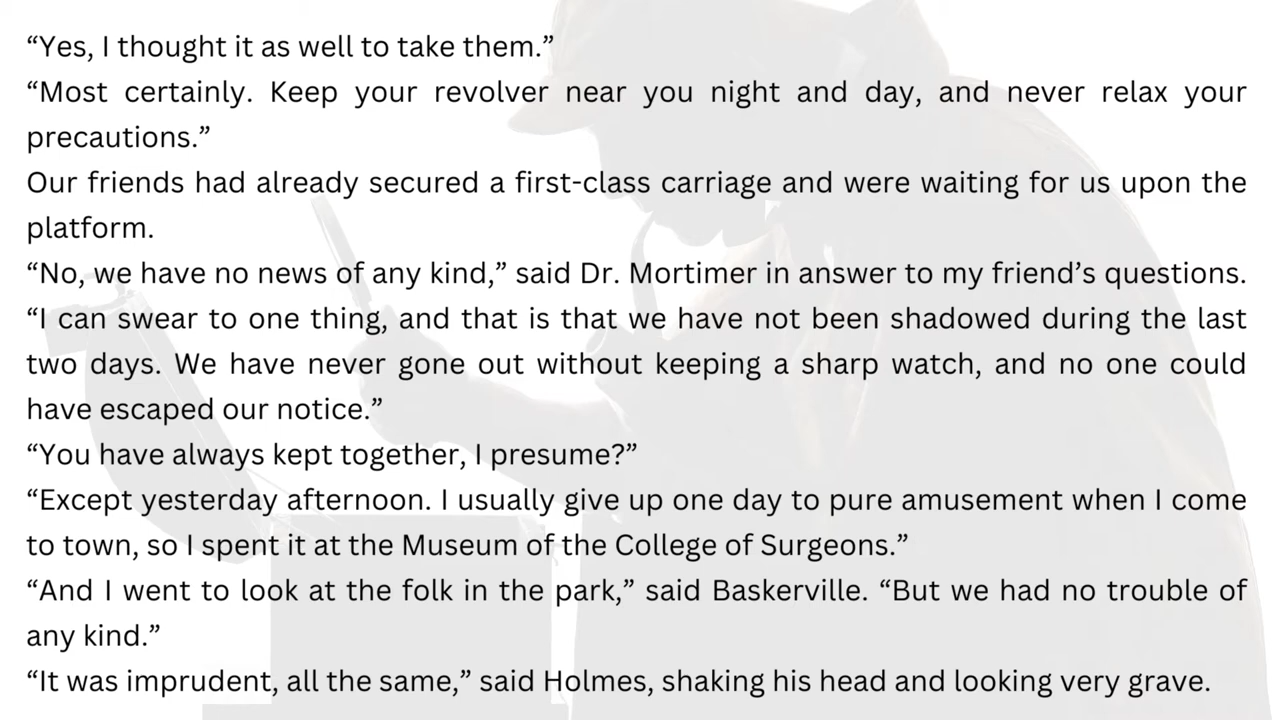 “Yes, I thought it as well to take them.”
“Most certainly. Keep your revolver near you night and day, and never relax your
precautions.”
Our friends had already secured a first-class carriage and were waiting for us upon the
platform.
“No, we have no news of any kind,” said Dr. Mortimer in answer to my friend’s questions.
“I can swear to one thing, and that is that we have not been shadowed during the last
two days. We have never gone out without keeping a sharp watch, and no one could
have escaped our notice.”
“You have always kept together, I presume?”
“Except yesterday afternoon. I usually give up one day to pure amusement when I come
to town, so I spent it at the Museum of the College of Surgeons.”
“And I went to look at the folk in the park,” said Baskerville. “But we had no trouble of
any kind.”
“It was imprudent, all the same,” said Holmes, shaking his head and looking very grave.